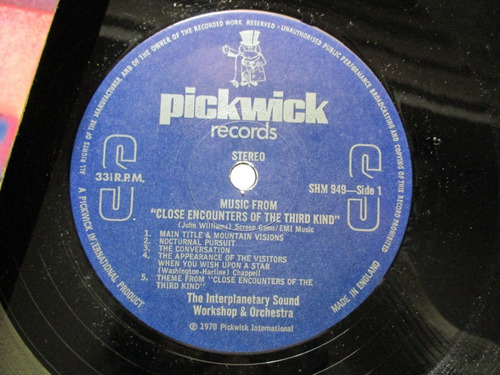 ALL RIGHTS OF THE MANUFACTURER AND OF THE OWNER OF THE RECORDED WORK RESERVED • UNAUTHORISED PUBLIC PERFORMANCE BROADCASTING AND COPYING OF THIS RECORD PROHIBITED
pickwick
records
STEREO
S
S
33⅓ R.P.M.
SHM 949—Side 1
MUSIC FROM
"CLOSE ENCOUNTERS OF THE THIRD KIND"
(John Williams) Screen Gems/EMI Music
1. MAIN TITLE & MOUNTAIN VISIONS
2. NOCTURNAL PURSUIT
3. THE CONVERSATION
4. THE APPEARANCE OF THE VISITORS
WHEN YOU WISH UPON A STAR
(Washington-Harline) Chappell
5. THEME FROM "CLOSE ENCOUNTERS OF THE
THIRD KIND"
The Interplanetary Sound
Workshop & Orchestra
℗ 1978 Pickwick International
A PICKWICK INTERNATIONAL PRODUCT.
MADE IN ENGLAND